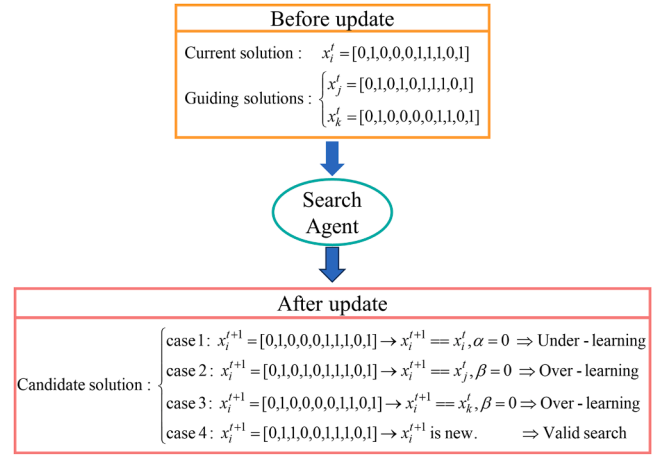 Before update
Current solution : x_i^t = [0,1,0,0,0,1,1,1,0,1]
Guiding solutions : { x_j^t = [0,1,0,1,0,1,1,1,0,1]
x_k^t = [0,1,0,0,0,0,1,1,0,1]
Search
Agent
After update
Candidate solution : { case 1 : x_i^{t+1} = [0,1,0,0,0,1,1,1,0,1] → x_i^{t+1} == x_i^t, α = 0 ⇒ Under - learning
case 2 : x_i^{t+1} = [0,1,0,1,0,1,1,1,0,1] → x_i^{t+1} == x_j^t, β = 0 ⇒ Over - learning
case 3 : x_i^{t+1} = [0,1,0,0,0,0,1,1,0,1] → x_i^{t+1} == x_k^t, β = 0 ⇒ Over - learning
case 4 : x_i^{t+1} = [0,1,1,0,0,1,1,1,0,1] → x_i^{t+1} is new. ⇒ Valid search